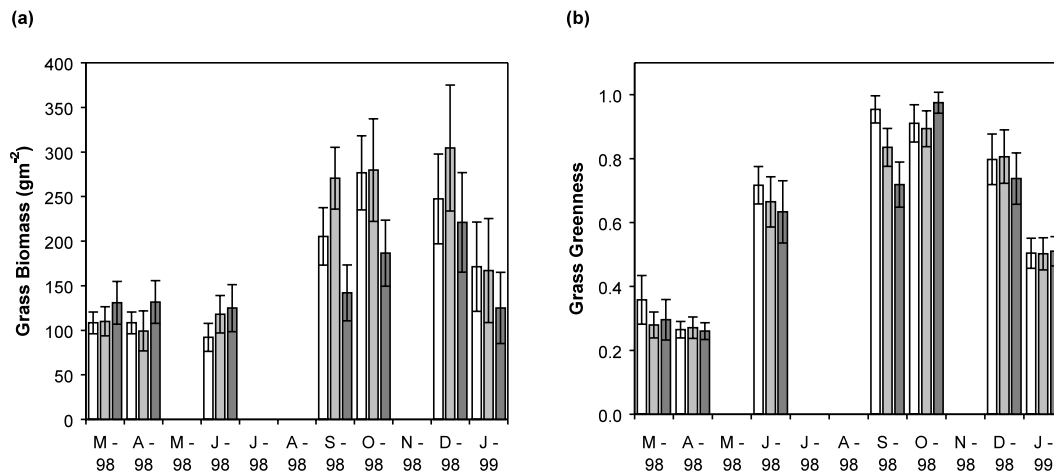 (a)
(b)
Grass Biomass (gm-2)
400
350
300
250
200
150
100
50
0
M - A - M - J - J - A - S - O - N - D - J -
98 98 98 98 98 98 98 98 98 98 99
Grass Greenness
1.0
0.8
0.6
0.4
0.2
0.0
M - A - M - J - J - A - S - O - N - D - J -
98 98 98 98 98 98 98 98 98 98 99